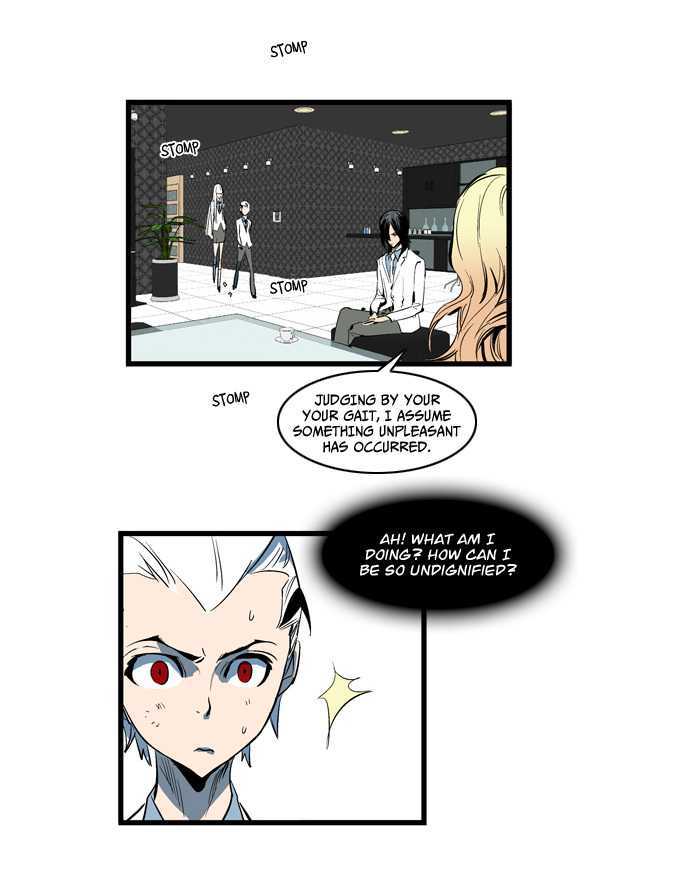 STOMP
STOMP
STOMP
STOMP
JUDGING BY YOUR
YOUR GAIT, I ASSUME
SOMETHING UNPLEASANT
HAS OCCURRED.
AH! WHAT AM I
DOING? HOW CAN I
BE SO UNDIGNIFIED?